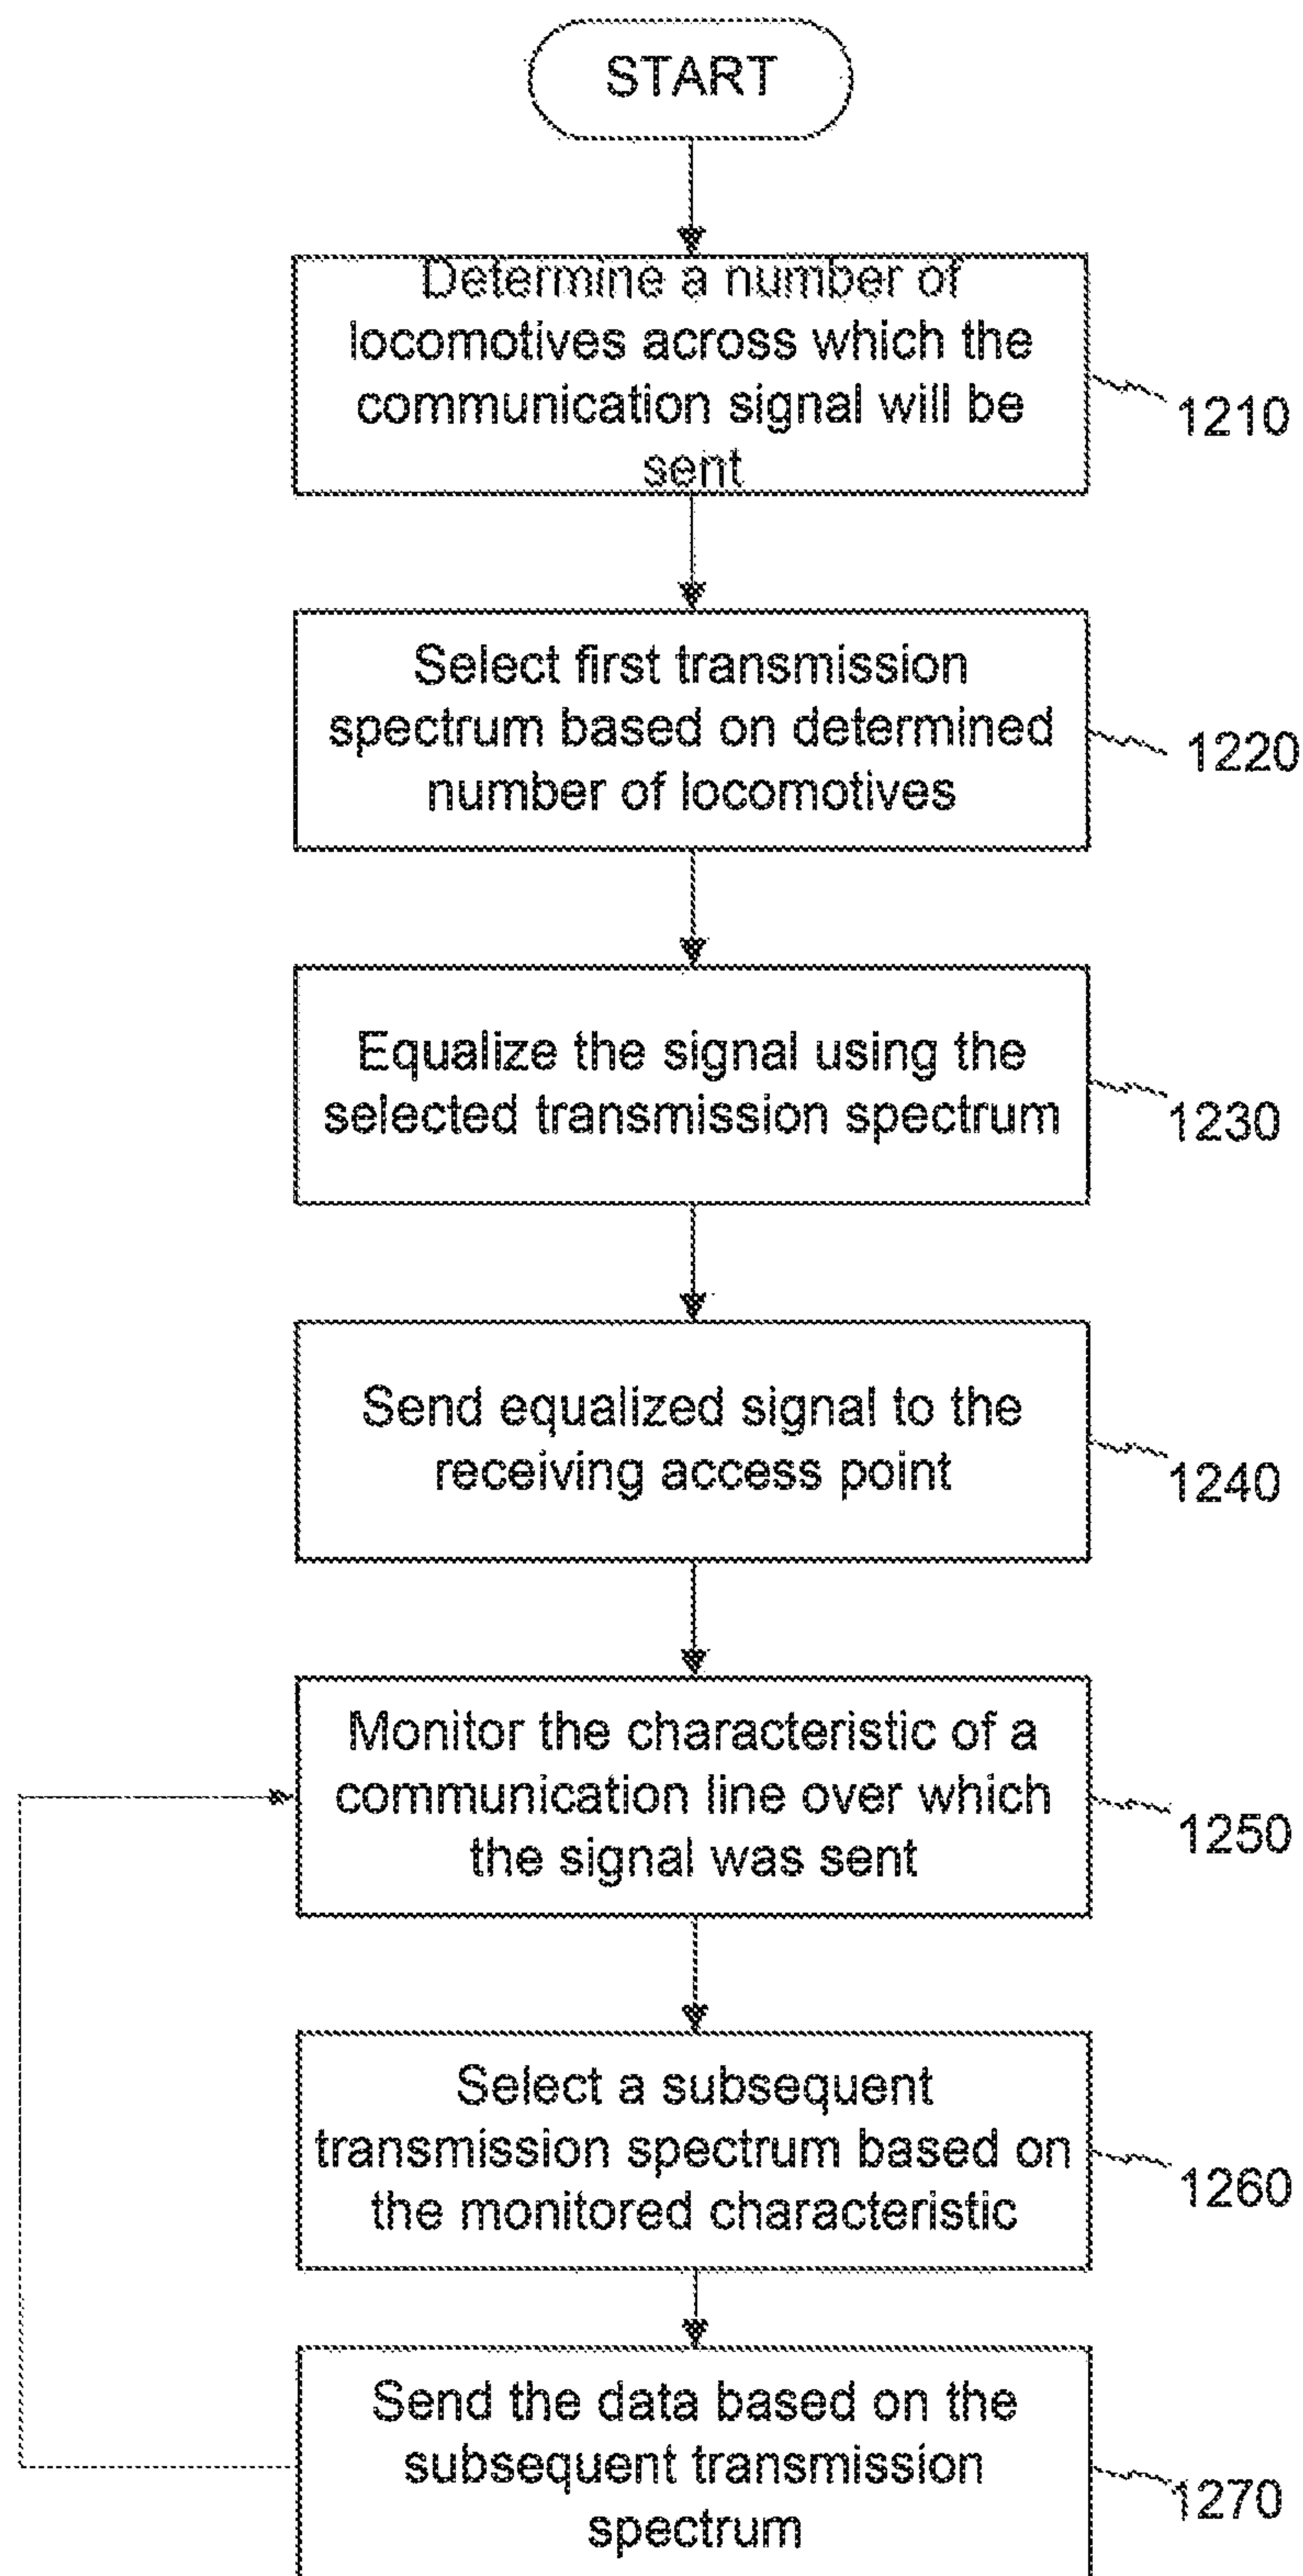 START
Determine a number of
locomotives across which the
communication signal will be
sent
1210
Select first transmission
spectrum based on determined
number of locomotives
1220
Equalize the signal using the
selected transmission spectrum
1230
Send equalized signal to the
receiving access point
1240
Monitor the characteristic of a
communication line over which
the signal was sent
1250
Select a subsequent
transmission spectrum based on
the monitored characteristic
1260
Send the data based on the
subsequent transmission
spectrum
1270